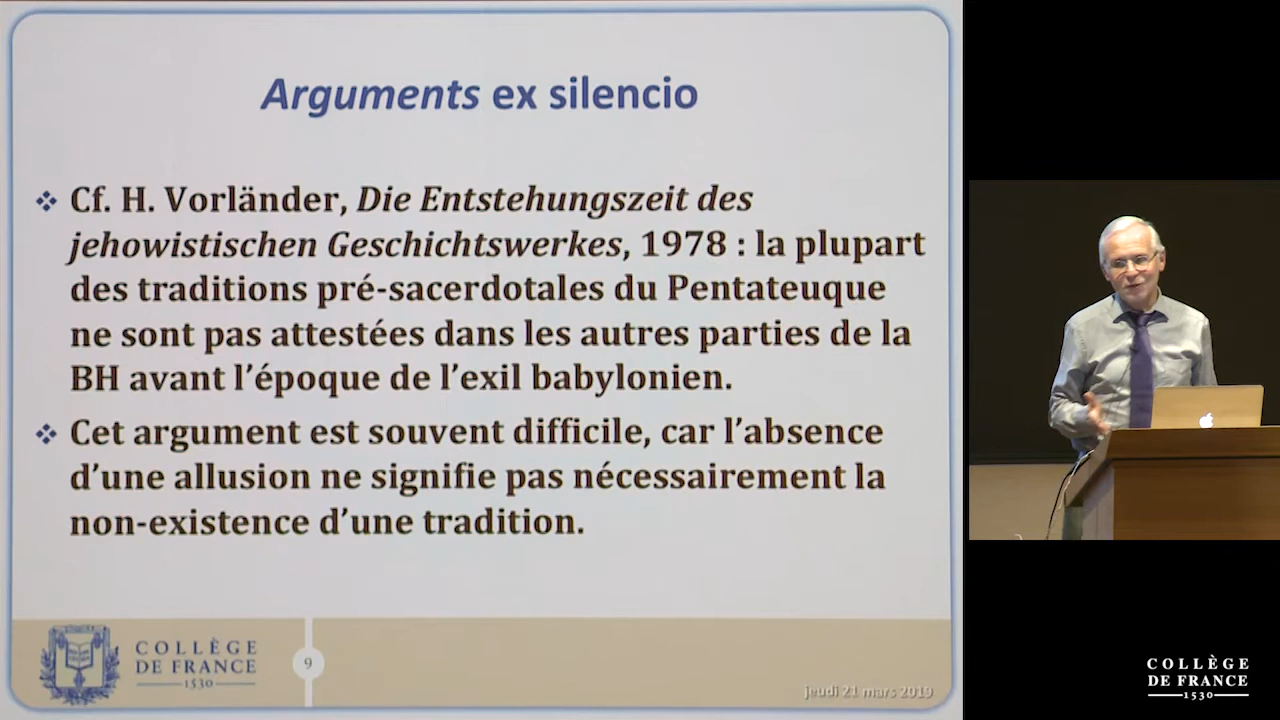 Arguments ex silencio
❖ Cf. H. Vorländer, Die Entstehungszeit des
jehowistischen Geschichtswerkes, 1978 : la plupart
des traditions pré-sacerdotales du Pentateuque
ne sont pas attestées dans les autres parties de la
BH avant l’époque de l’exil babylonien.
❖ Cet argument est souvent difficile, car l’absence
d’une allusion ne signifie pas nécessairement la
non-existence d’une tradition.
COLLÈGE
DE FRANCE
1530
9
jeudi 21 mars 2019
COLLÈGE
DE FRANCE
1530